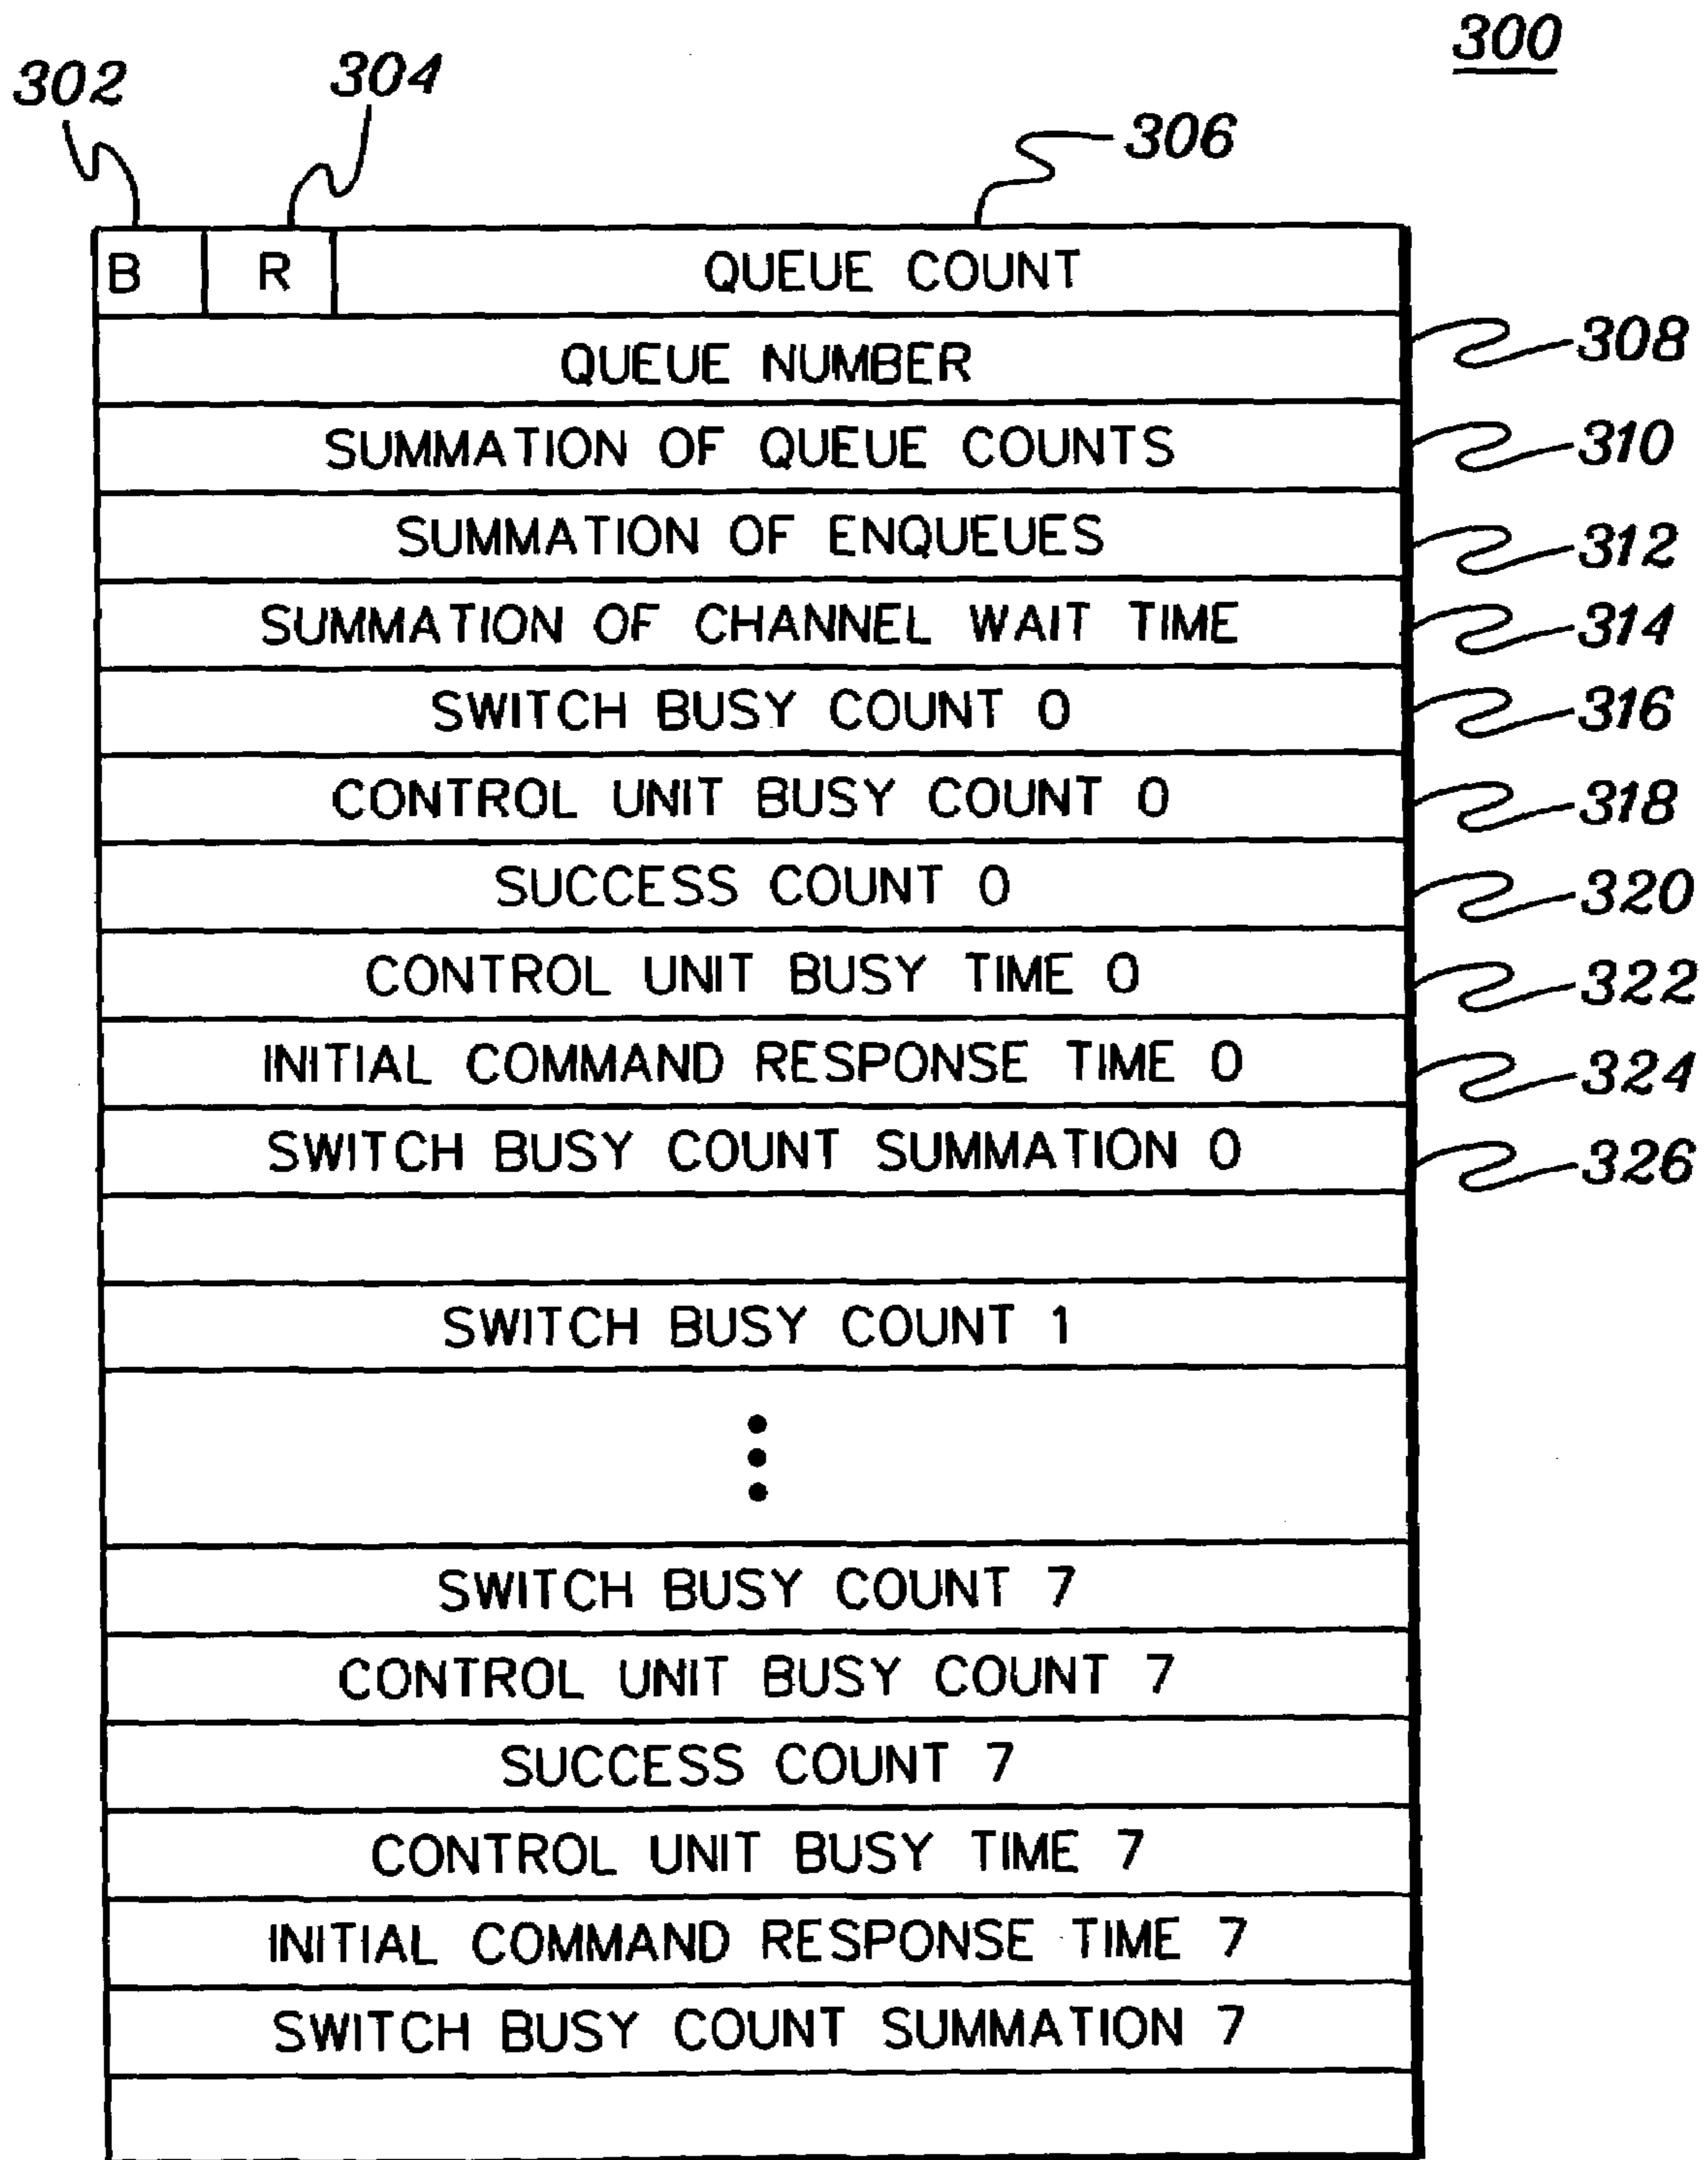 300
302
304
306
B R QUEUE COUNT
QUEUE NUMBER 308
SUMMATION OF QUEUE COUNTS 310
SUMMATION OF ENQUEUES 312
SUMMATION OF CHANNEL WAIT TIME 314
SWITCH BUSY COUNT 0 316
CONTROL UNIT BUSY COUNT 0 318
SUCCESS COUNT 0 320
CONTROL UNIT BUSY TIME 0 322
INITIAL COMMAND RESPONSE TIME 0 324
SWITCH BUSY COUNT SUMMATION 0 326
SWITCH BUSY COUNT 1
SWITCH BUSY COUNT 7
CONTROL UNIT BUSY COUNT 7
SUCCESS COUNT 7
CONTROL UNIT BUSY TIME 7
INITIAL COMMAND RESPONSE TIME 7
SWITCH BUSY COUNT SUMMATION 7